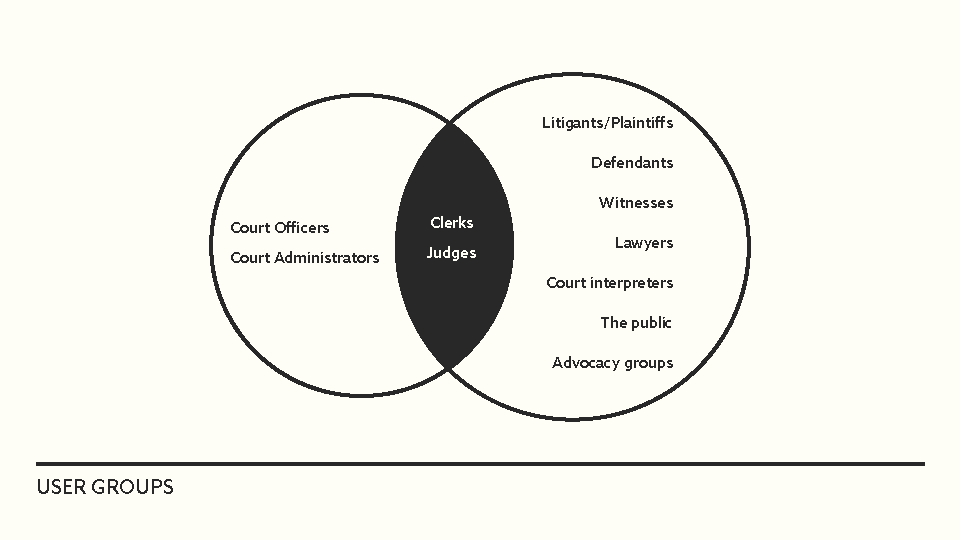 Court Officers
Court Administrators
Clerks
Judges
Litigants/Plaintiffs
Defendants
Witnesses
Lawyers
Court interpreters
The public
Advocacy groups
USER GROUPS